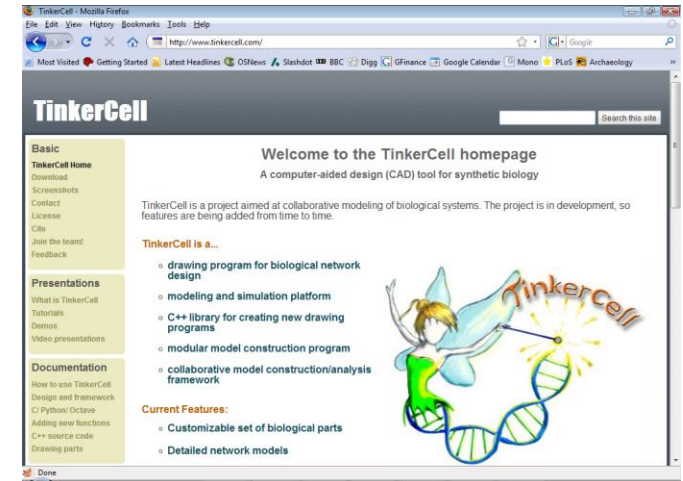 TinkerCell - Mozilla Firefox
File Edit View History Bookmarks Tools Help
http://www.tinkercell.com/
Google
Most Visited Getting Started Latest Headlines OSNews Slashdot BBC Digg GFinance Google Calendar Mono PLoS Archaeology »
TinkerCell
Search this site
Basic
TinkerCell Home
Download
Screenshots
Contact
License
Cite
Join the team!
Feedback
Presentations
What is TinkerCell
Tutorials
Demos
Video presentations
Documentation
How to use TinkerCell
Design and framework
C/ Python/ Octave
Adding new functions
C++ source code
Drawing parts
Welcome to the TinkerCell homepage
A computer-aided design (CAD) tool for synthetic biology
TinkerCell is a project aimed at collaborative modeling of biological systems. The project is in development, so
features are being added from time to time.
TinkerCell is a...
drawing program for biological network
design
modeling and simulation platform
C++ library for creating new drawing
programs
modular model construction program
collaborative model construction/analysis
framework
Current Features:
Customizable set of biological parts
Detailed network models
TinkerCell
Done